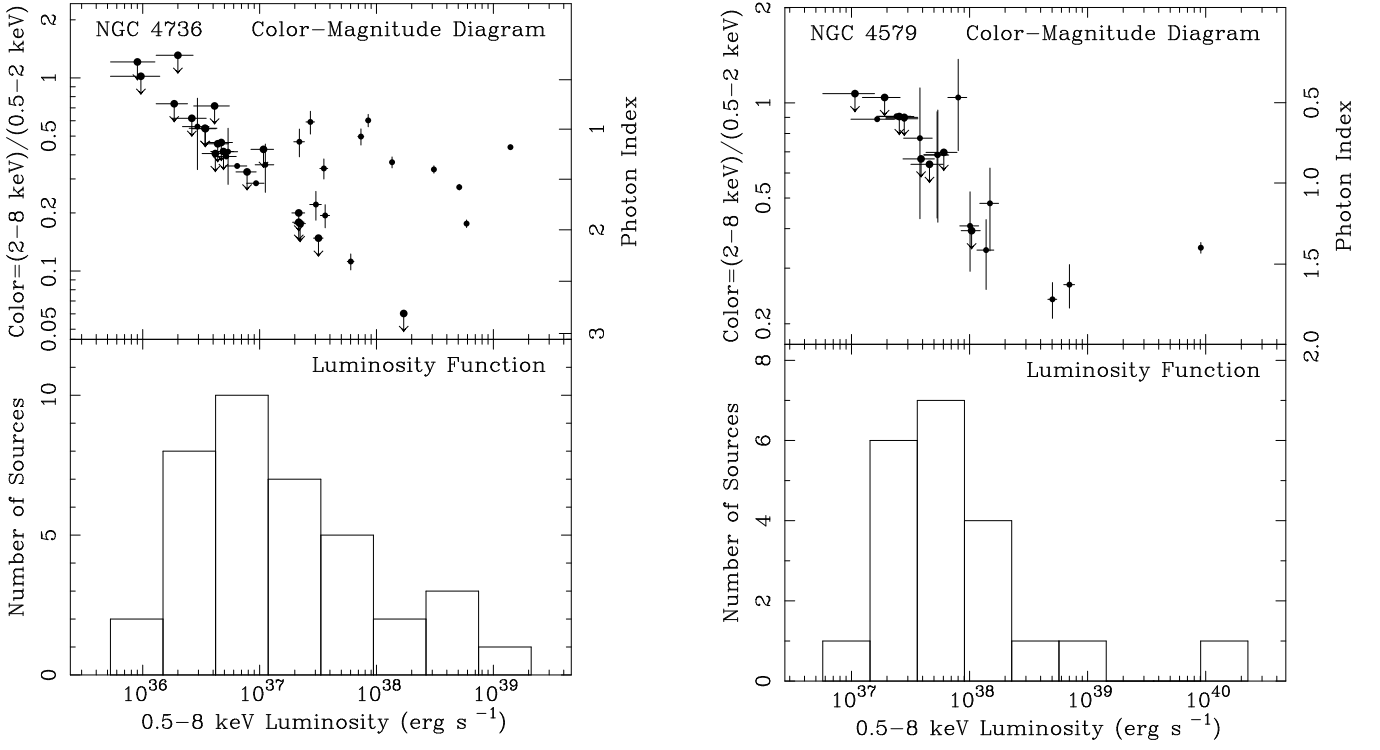 NGC 4736 Color−Magnitude Diagram
Color=(2−8 keV)/(0.5−2 keV)
2
1
0.5
0.2
0.1
0.05
1
2
3
Photon Index
Luminosity Function
Number of Sources
10
5
0
10^36 10^37 10^38 10^39
0.5−8 keV Luminosity (erg s^−1)
NGC 4579 Color−Magnitude Diagram
Color=(2−8 keV)/(0.5−2 keV)
2
1
0.5
0.2
0.5
1.0
1.5
2.0
Photon Index
Luminosity Function
Number of Sources
8
6
4
2
0
10^37 10^38 10^39 10^40
0.5−8 keV Luminosity (erg s^−1)